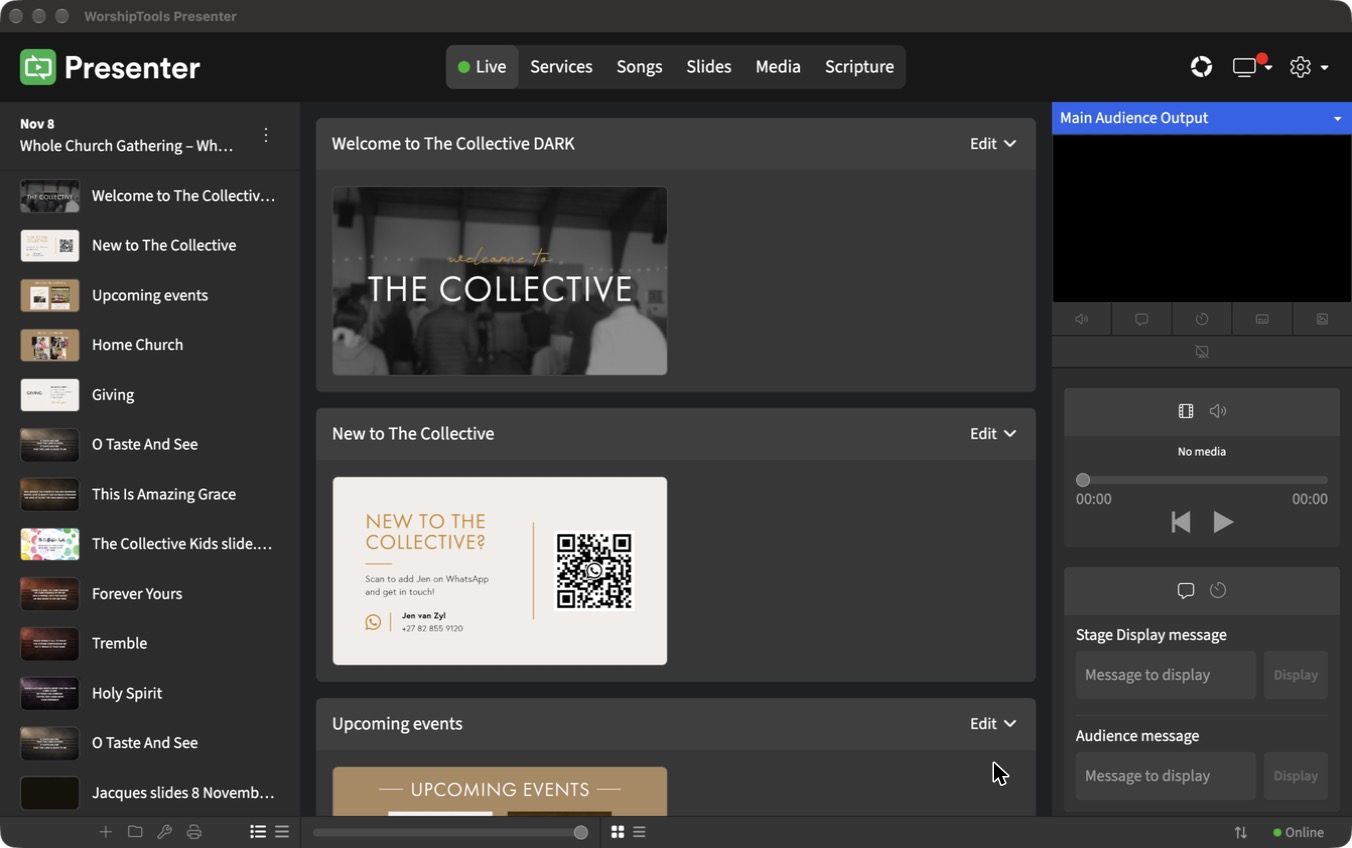 WorshipTools Presenter
Presenter
Live
Services
Songs
Slides
Media
Scripture
Nov 8
Whole Church Gathering – Wh...
Welcome to The Collectiv...
New to The Collective
Upcoming events
Home Church
Giving
O Taste And See
This Is Amazing Grace
The Collective Kids slide....
Forever Yours
Tremble
Holy Spirit
O Taste And See
Jacques slides 8 Novemb...
Welcome to The Collective DARK
Edit
welcome to
THE COLLECTIVE
New to The Collective
Edit
NEW TO THE
COLLECTIVE?
Scan to add Jen on WhatsApp
and get in touch!
Jen van Zyl
+27 82 855 9120
Upcoming events
Edit
UPCOMING EVENTS
Main Audience Output
No media
00:00
00:00
Stage Display message
Message to display
Display
Audience message
Message to display
Display
Online